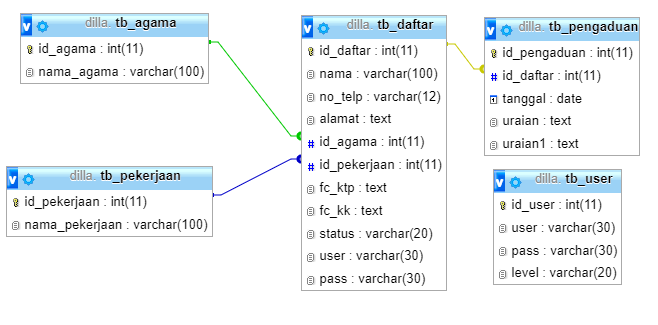 dilla. tb_agama
id_agama : int(11)
nama_agama : varchar(100)
dilla. tb_pekerjaan
id_pekerjaan : int(11)
nama_pekerjaan : varchar(100)
dilla. tb_daftar
id_daftar : int(11)
nama : varchar(100)
no_telp : varchar(12)
alamat : text
# id_agama : int(11)
# id_pekerjaan : int(11)
fc_ktp : text
fc_kk : text
status : varchar(20)
user : varchar(30)
pass : varchar(30)
dilla. tb_pengaduan
id_pengaduan : int(11)
# id_daftar : int(11)
tanggal : date
uraian : text
uraian1 : text
dilla. tb_user
id_user : int(11)
user : varchar(30)
pass : varchar(30)
level : varchar(20)